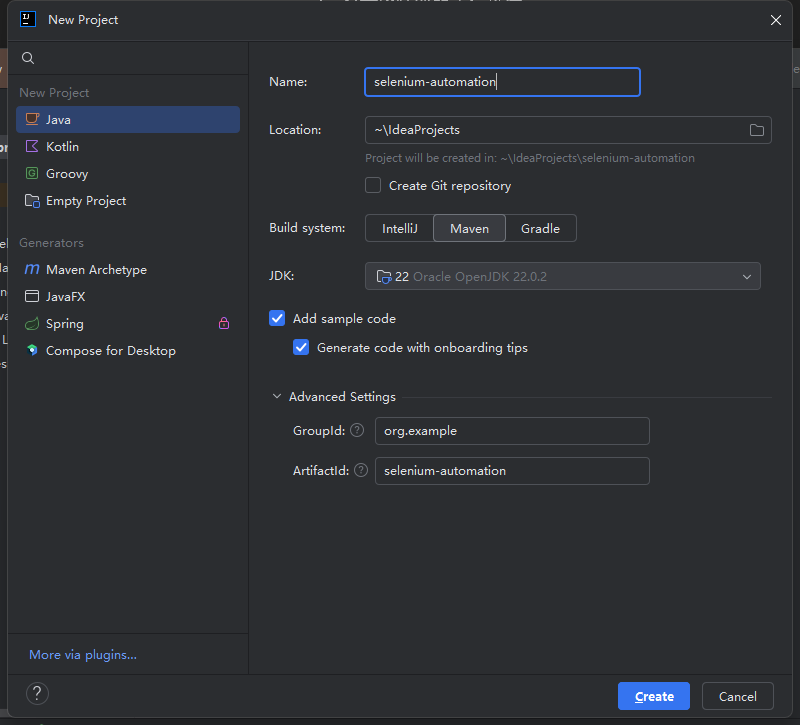 New Project
New Project
Java
Kotlin
Groovy
Empty Project
Generators
Maven Archetype
JavaFX
Spring
Compose for Desktop
More via plugins...
Name:
selenium-automation
Location:
~\IdeaProjects
Project will be created in: ~\IdeaProjects\selenium-automation
Create Git repository
Build system:
IntelliJ Maven Gradle
JDK:
22 Oracle OpenJDK 22.0.2
Add sample code
Generate code with onboarding tips
Advanced Settings
GroupId: ?
org.example
ArtifactId: ?
selenium-automation
?
Create
Cancel